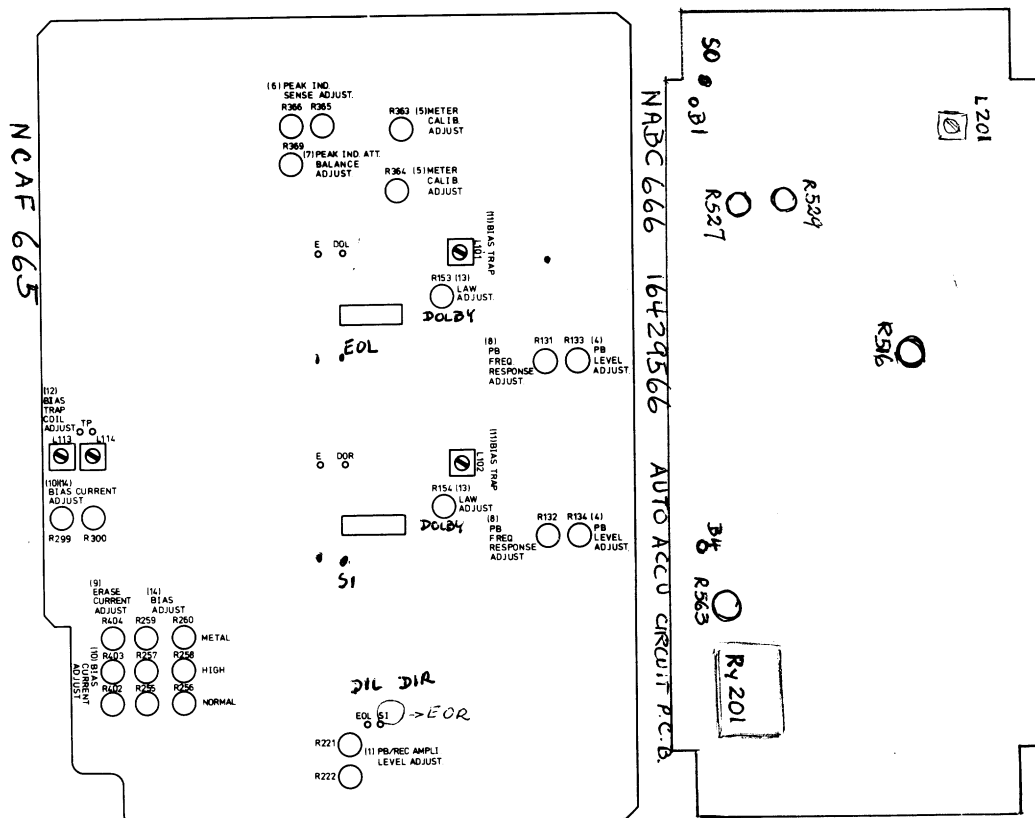 NCAF 665
(6) PEAK IND.
SENSE ADJUST.
R366 R365
R369
(7) PEAK IND. ATT.
BALANCE
ADJUST
R363 (5) METER
CALIB.
ADJUST
R364 (5) METER
CALIB.
ADJUST
E DOL
(11) BIAS TRAP
L101
R153 (13)
LAW
ADJUST.
DOLBY
EOL
(8)
PB
FREQ.
RESPONSE
ADJUST
R131 R133 (4)
PB
LEVEL
ADJUST.
(12)
BIAS
TRAP
COIL
ADJUST TP
L113 L114
(10)(14)
BIAS CURRENT
ADJUST
R299 R300
E DOR
(11) BIAS TRAP
L102
R154 (13)
LAW
ADJUST
DOLBY
(8)
PB
FREQ.
RESPONSE
ADJUST
R132 R134 (4)
PB
LEVEL
ADJUST.
S1
(9)
ERASE
CURRENT
ADJUST
(14)
BIAS
ADJUST
R404 R259 R260
METAL
R403 R257 R258
HIGH
R402 R255 R256
NORMAL
(10) BIAS
CURRENT
ADJUST
DIL DIR
EOL SI
->EOR
R221
R222
(1) PB/REC AMPLI
LEVEL ADJUST.
NABC 666 16429566 AUTO ACCU CIRCUIT P.C.B.
SO
B1
L201
R527
R529
R516
B4
R563
Ry 201